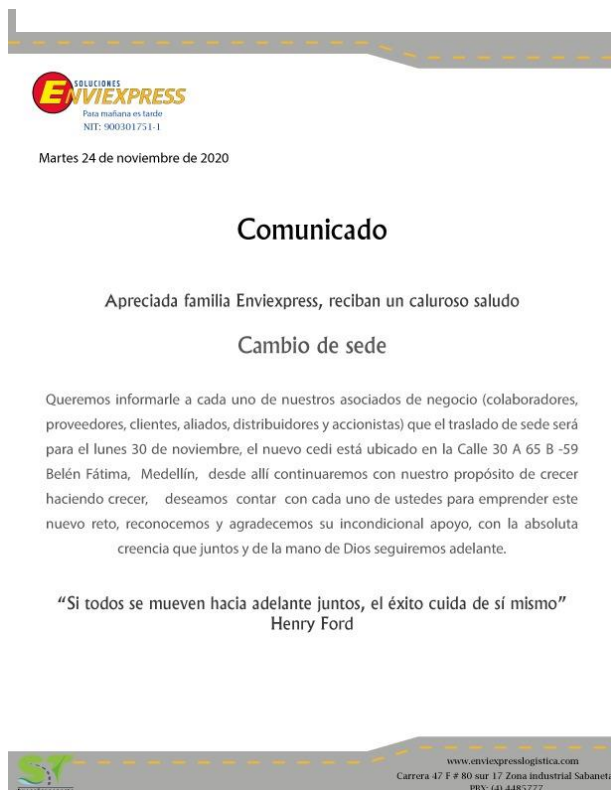 SOLUCIONES
ENVIEXPRESS
Para mañana es tarde
NIT: 900301751-1
Martes 24 de noviembre de 2020
Comunicado
Apreciada familia Enviexpress, reciban un caluroso saludo
Cambio de sede
Queremos informarle a cada uno de nuestros asociados de negocio (colaboradores,
proveedores, clientes, aliados, distribuidores y accionistas) que el traslado de sede será
para el lunes 30 de noviembre, el nuevo cedi está ubicado en la Calle 30 A 65 B -59
Belén Fátima, Medellín, desde allí continuaremos con nuestro propósito de crecer
haciendo crecer, deseamos contar con cada uno de ustedes para emprender este
nuevo reto, reconocemos y agradecemos su incondicional apoyo, con la absoluta
creencia que juntos y de la mano de Dios seguiremos adelante.
“Si todos se mueven hacia adelante juntos, el éxito cuida de sí mismo”
Henry Ford
www.enviexpresslogistica.com
Carrera 47 F # 80 sur 17 Zona industrial Sabaneta
PBX: (4) 4485777